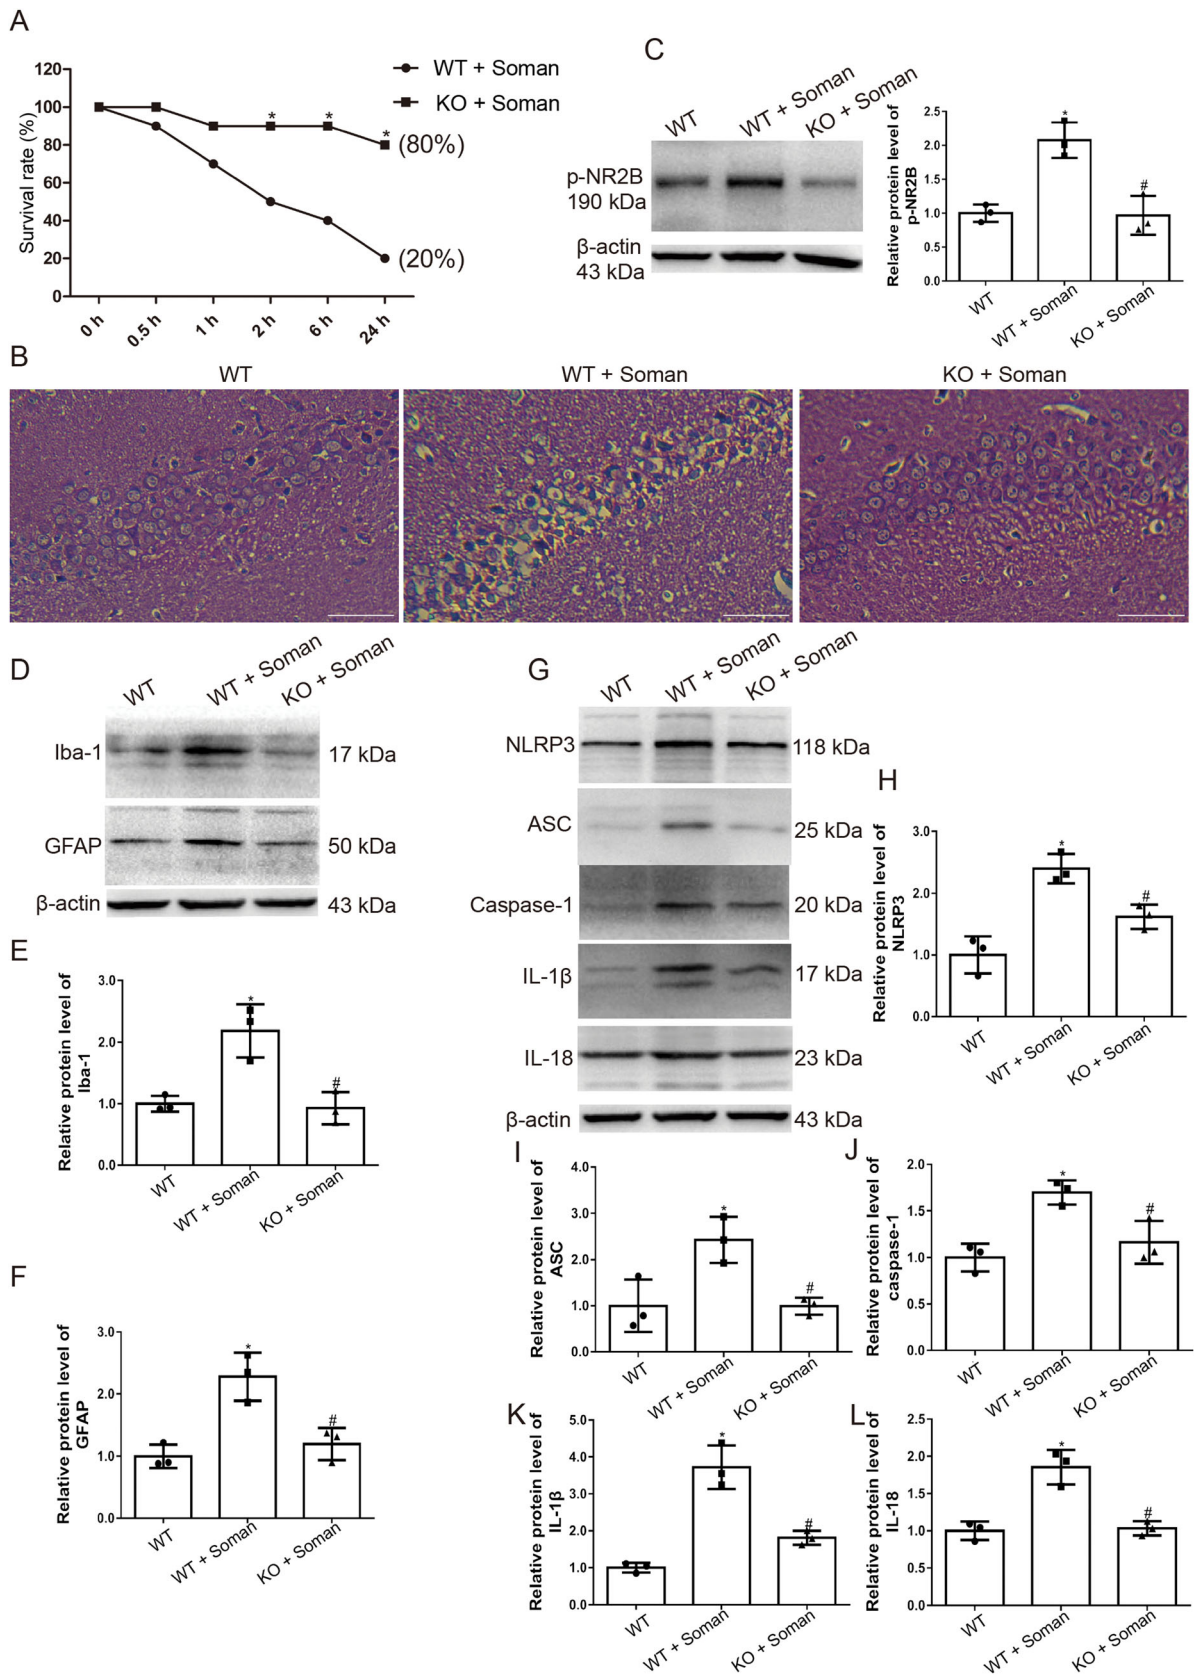 A
120
100
80
60
40
20
0
Survival rate (%)
WT + Soman
KO + Soman
*
*
*
(80%)
(20%)
0 h
0.5 h
1 h
2 h
6 h
24 h
C
WT
WT + Soman
KO + Soman
p-NR2B
190 kDa
β-actin
43 kDa
Relative protein level of
p-NR2B
2.5
2.0
1.5
1.0
0.5
0.0
*
#
WT
WT + Soman
KO + Soman
B
WT
WT + Soman
KO + Soman
D
WT
WT + Soman
KO + Soman
Iba-1
17 kDa
GFAP
50 kDa
β-actin
43 kDa
E
Relative protein level of
Iba-1
3.0
2.0
1.0
0.0
*
#
WT
WT + Soman
KO + Soman
F
Relative protein level of
GFAP
3.0
2.0
1.0
0.0
*
#
WT
WT + Soman
KO + Soman
G
WT
WT + Soman
KO + Soman
NLRP3
118 kDa
ASC
25 kDa
Caspase-1
20 kDa
IL-1β
17 kDa
IL-18
23 kDa
β-actin
43 kDa
H
Relative protein level of
NLRP3
3.0
2.0
1.0
0.0
*
#
WT
WT + Soman
KO + Soman
I
Relative protein level of
ASC
4.0
3.0
2.0
1.0
0.0
*
#
WT
WT + Soman
KO + Soman
J
Relative protein level of
caspase-1
2.0
1.5
1.0
0.5
0.0
*
#
WT
WT + Soman
KO + Soman
K
Relative protein level of
IL-1β
5.0
4.0
3.0
2.0
1.0
0.0
*
#
WT
WT + Soman
KO + Soman
L
Relative protein level of
IL-18
2.5
2.0
1.5
1.0
0.5
0.0
*
#
WT
WT + Soman
KO + Soman